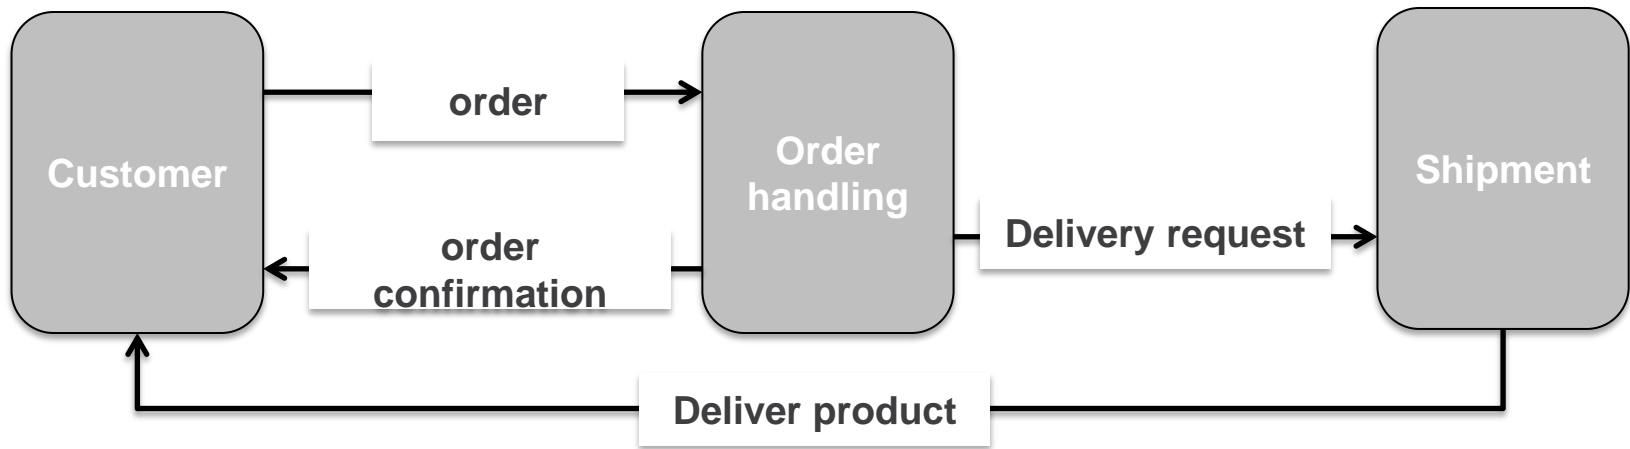 Customer
order
order
confirmation
Order
handling
Delivery request
Shipment
Deliver product